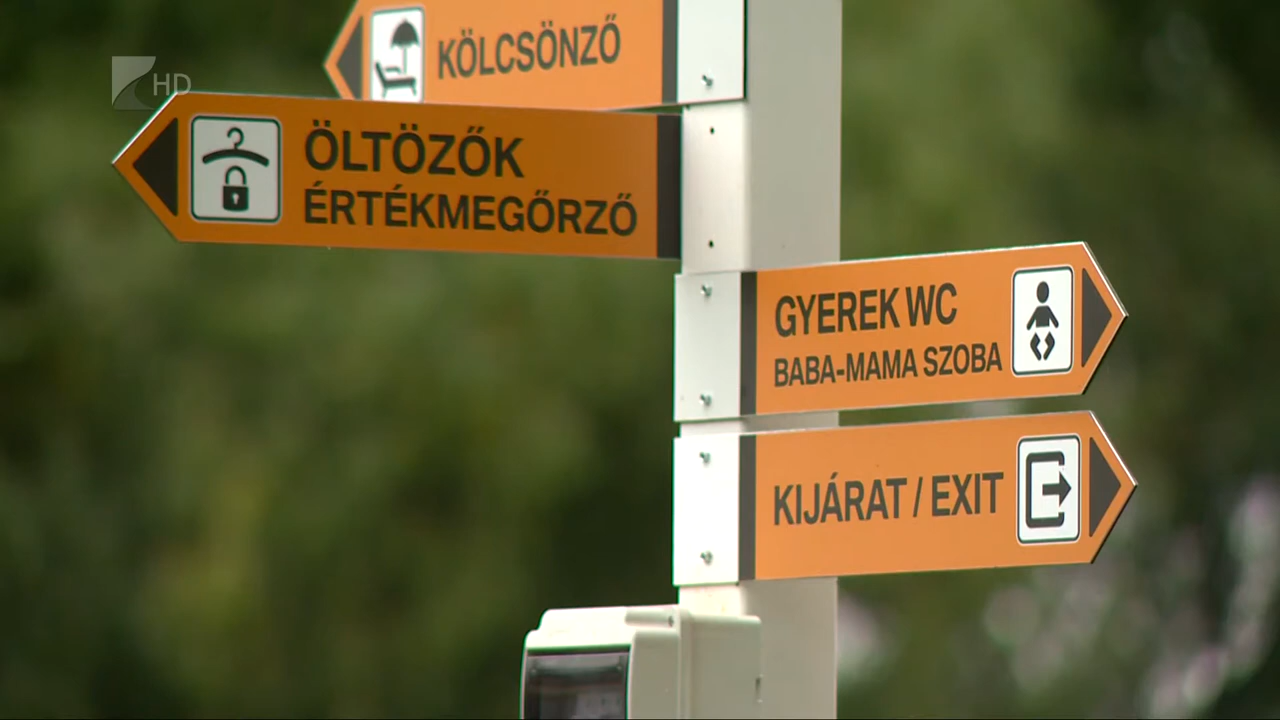 HD
KÖLCSÖNZŐ
ÖLTÖZŐK
ÉRTÉKMEGŐRZŐ
GYEREK WC
BABA-MAMA SZOBA
KIJÁRAT / EXIT